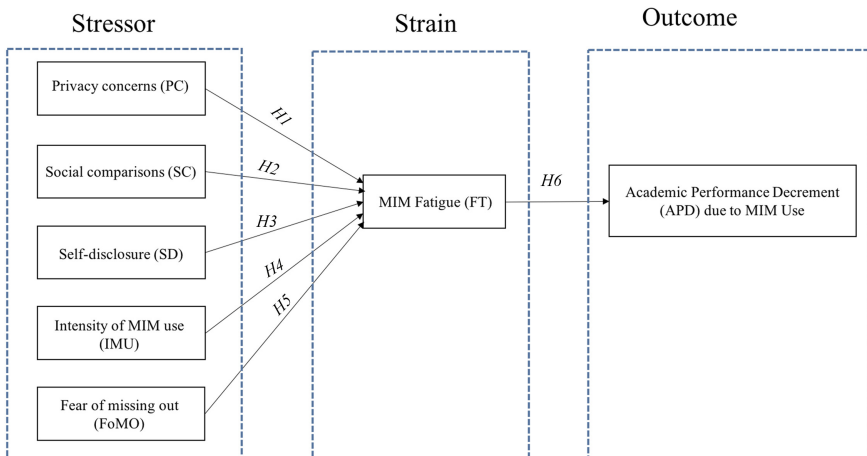 Stressor
Strain
Outcome
Privacy concerns (PC)
Social comparisons (SC)
Self-disclosure (SD)
Intensity of MIM use
(IMU)
Fear of missing out
(FoMO)
H1
H2
H3
H4
H5
MIM Fatigue (FT)
H6
Academic Performance Decrement
(APD) due to MIM Use